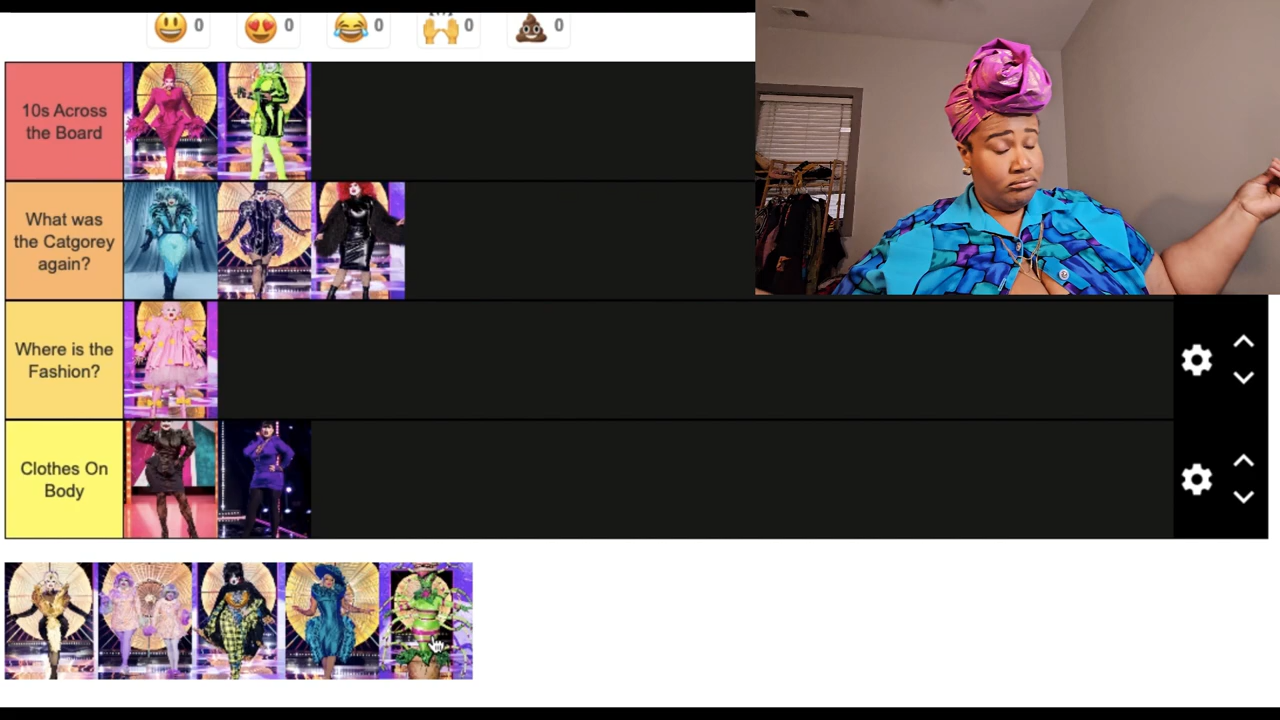 0 0 0 0 0
10s Across
the Board
What was
the Catgorey
again?
Where is the
Fashion?
Clothes On
Body